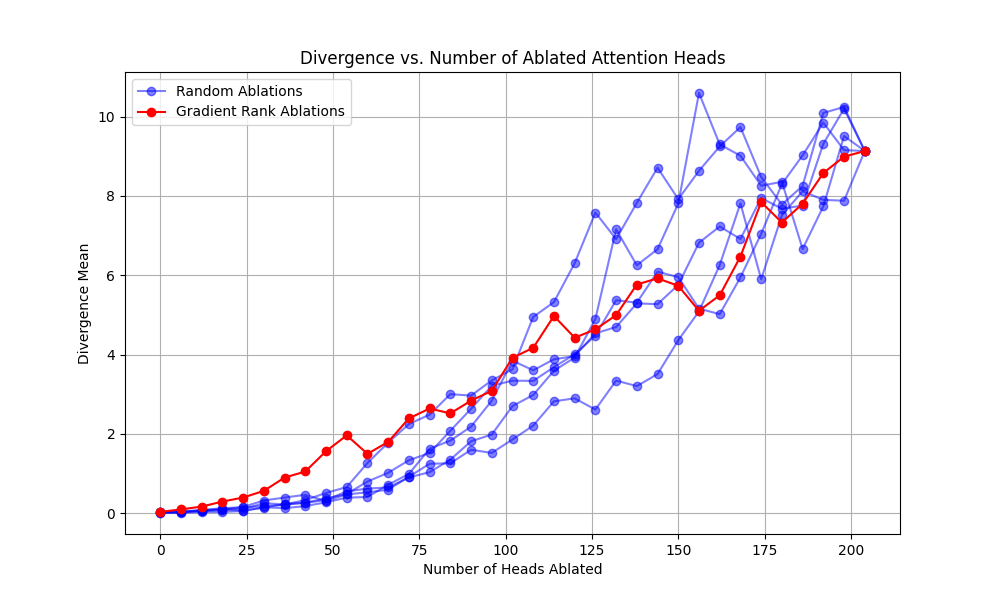 Divergence vs. Number of Ablated Attention Heads
Random Ablations
Gradient Rank Ablations
Divergence Mean
10
8
6
4
2
0
0 25 50 75 100 125 150 175 200
Number of Heads Ablated